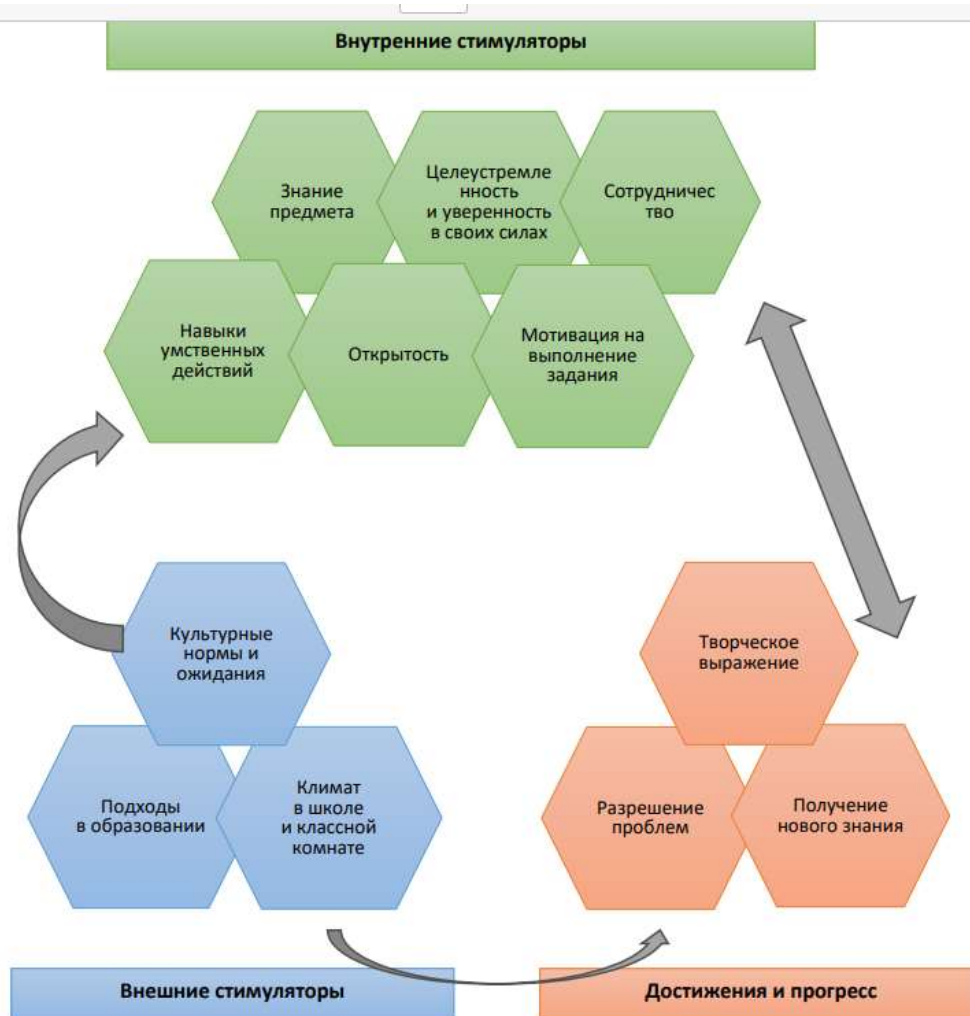 Внутренние стимуляторы
Знание
предмета
Целеустремле
нность
и уверенность
в своих силах
Сотрудничес
тво
Навыки
умственных
действий
Открытость
Мотивация на
выполнение
задания
Культурные
нормы и
ожидания
Подходы
в образовании
Климат
в школе
и классной
комнате
Творческое
выражение
Разрешение
проблем
Получение
нового знания
Внешние стимуляторы
Достижения и прогресс